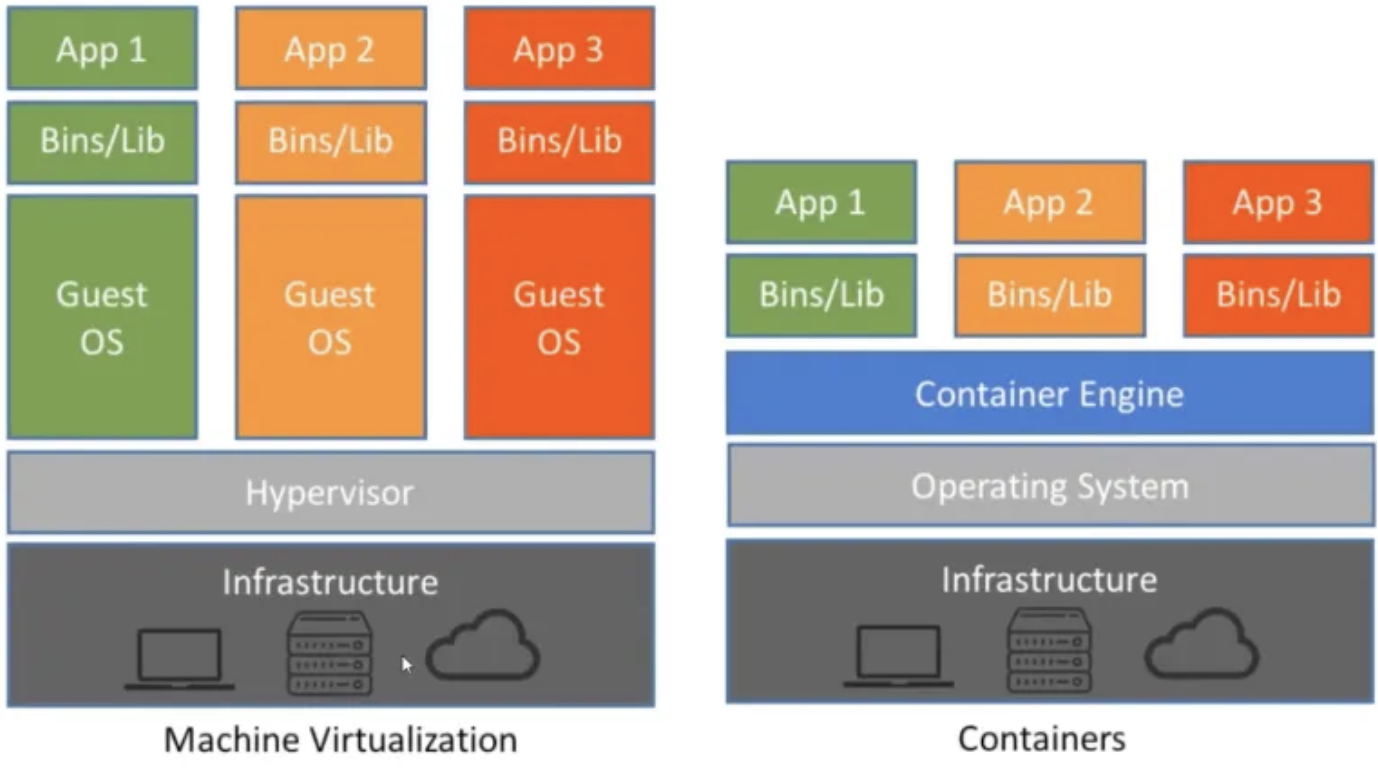 App 1
App 2
App 3
Bins/Lib
Bins/Lib
Bins/Lib
Guest
OS
Guest
OS
Guest
OS
Hypervisor
Infrastructure
Machine Virtualization
App 1
App 2
App 3
Bins/Lib
Bins/Lib
Bins/Lib
Container Engine
Operating System
Infrastructure
Containers